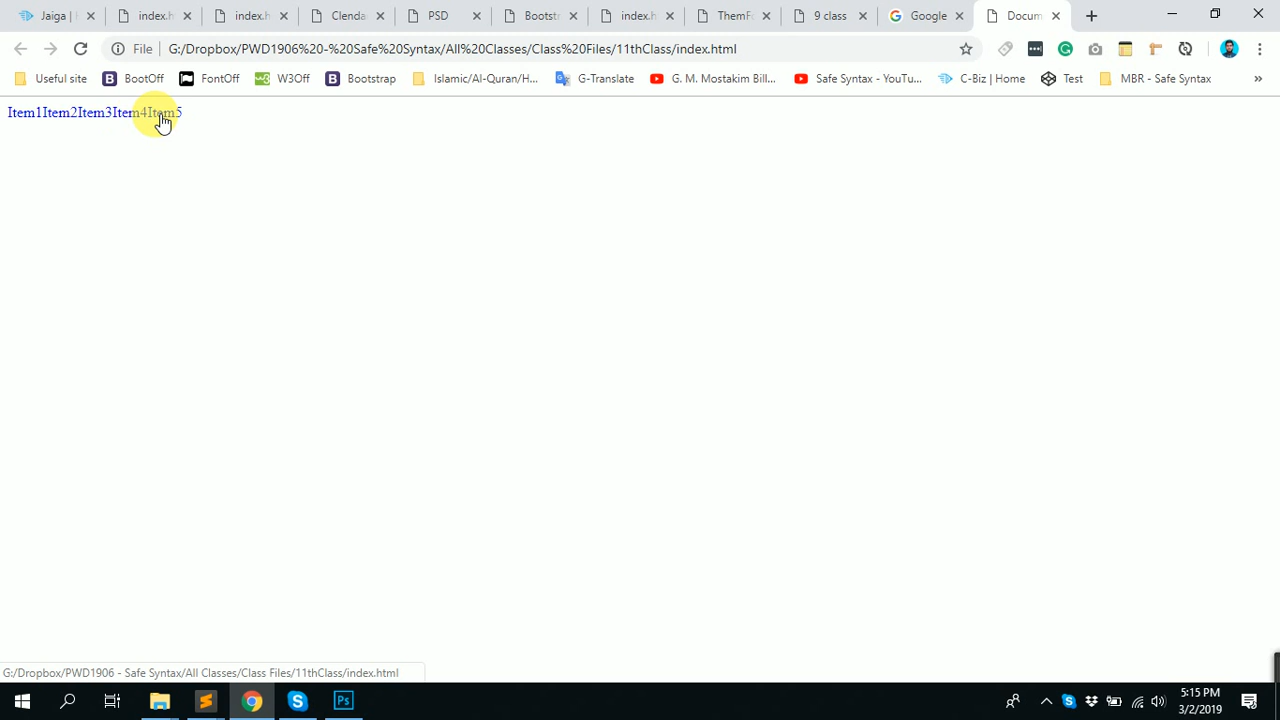 Jaiga | index.h index.h Clenda PSD Bootst index.h ThemFo 9 class Google Docum
File G:/Dropbox/PWD1906%20-%20Safe%20Syntax/All%20Classes/Class%20Files/11thClass/index.html
Useful site BootOff FontOff W3Off Bootstrap Islamic/Al-Quran/H... G-Translate G. M. Mostakim Bill... Safe Syntax - YouTu... C-Biz | Home Test MBR - Safe Syntax »
Item1Item2Item3Item4Item5
G:/Dropbox/PWD1906 - Safe Syntax/All Classes/Class Files/11thClass/index.html
5:15 PM
3/2/2019